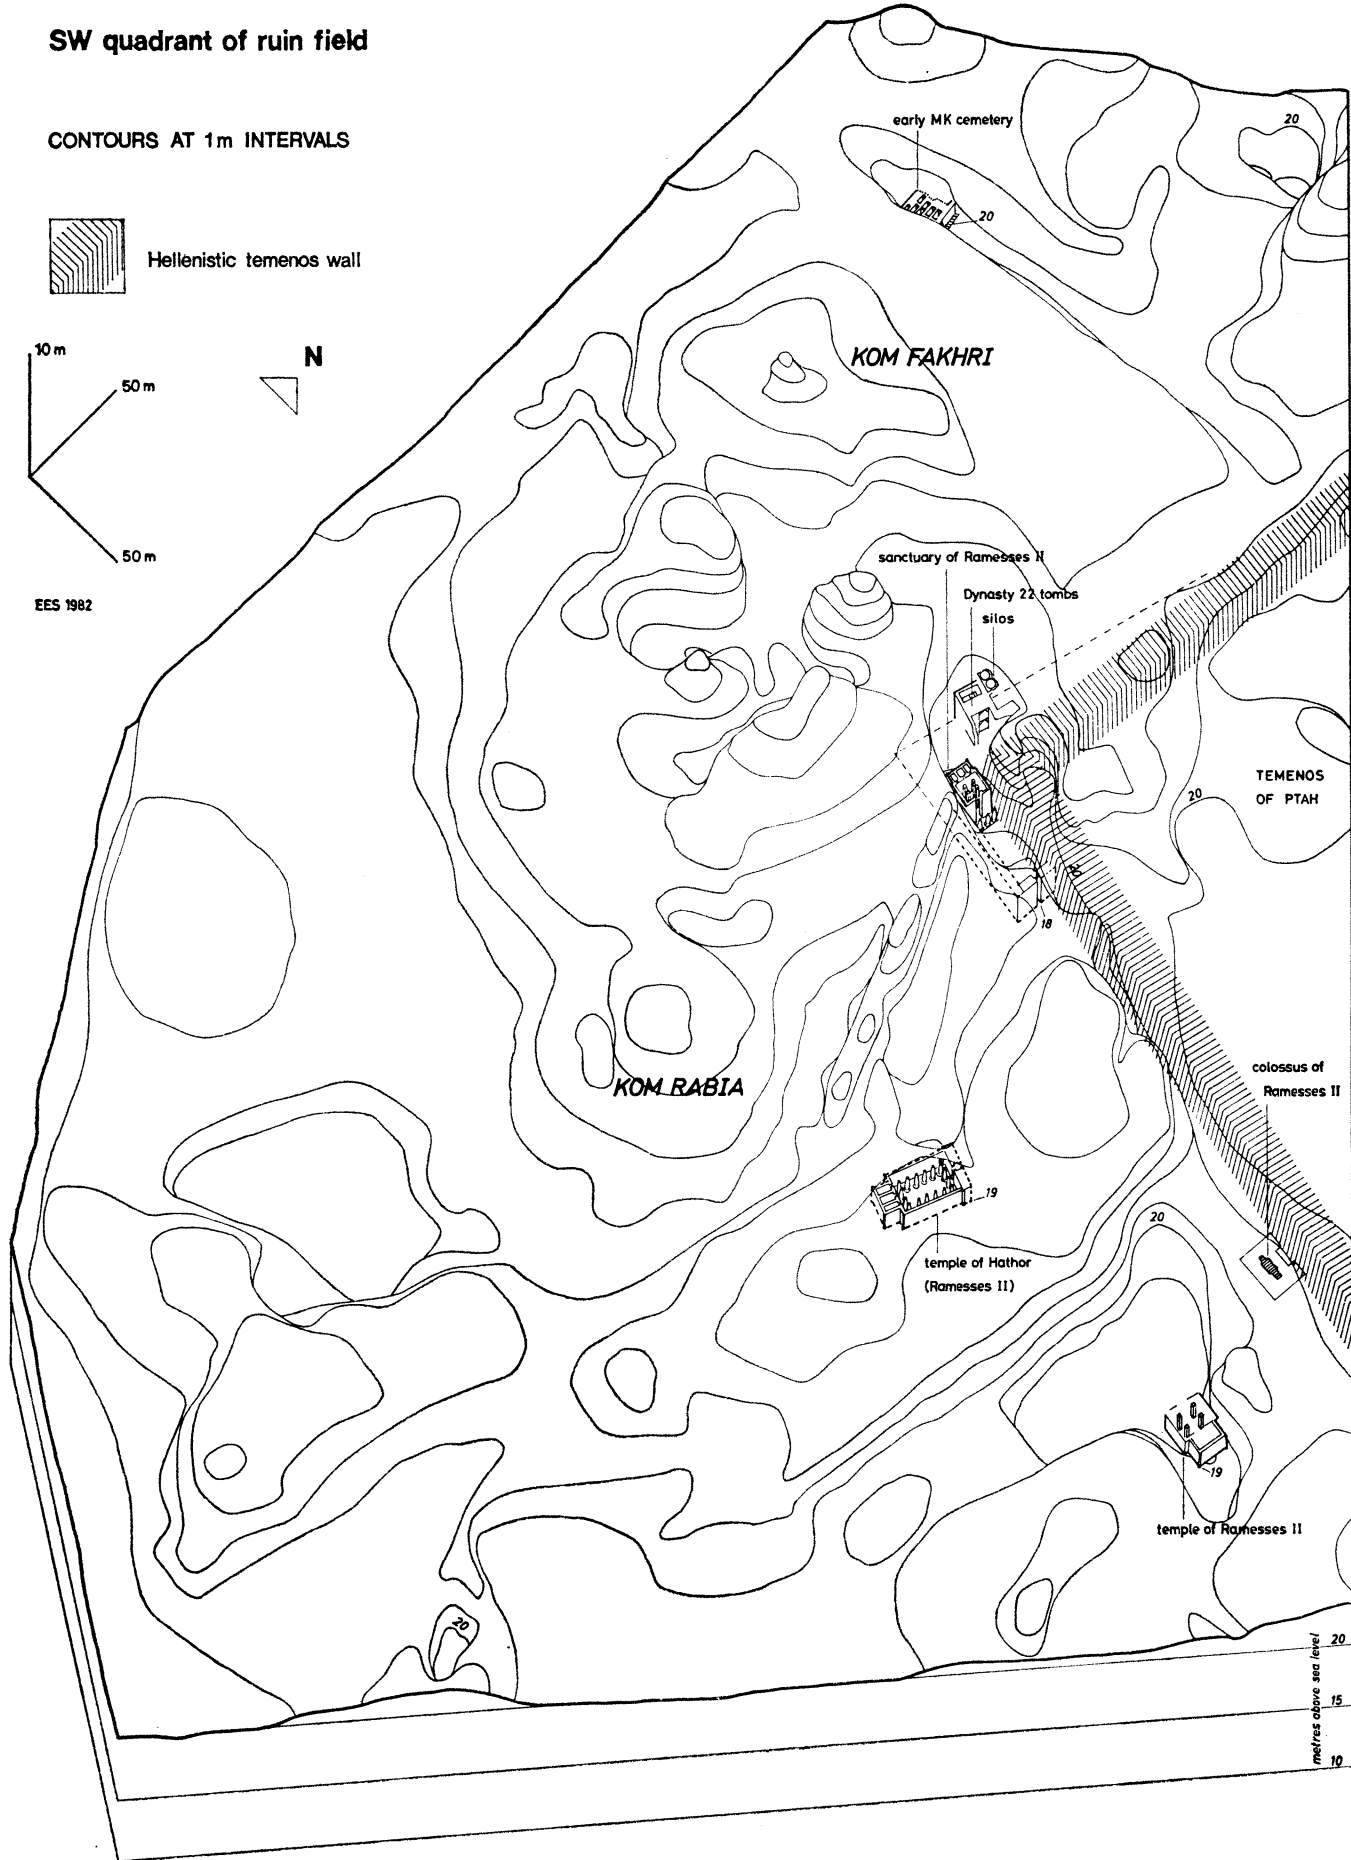 SW quadrant of ruin field
CONTOURS AT 1m INTERVALS
Hellenistic temenos wall
10 m
50 m
N
50 m
EES 1982
early MK cemetery
20
20
KOM FAKHRI
sanctuary of Ramesses II
Dynasty 22 tombs
silos
TEMENOS
OF PTAH
20
20
18
colossus of
Ramesses II
KOM RABIA
19
temple of Hathor
(Ramesses II)
20
19
temple of Ramesses II
20
metres above sea level
20
15
10